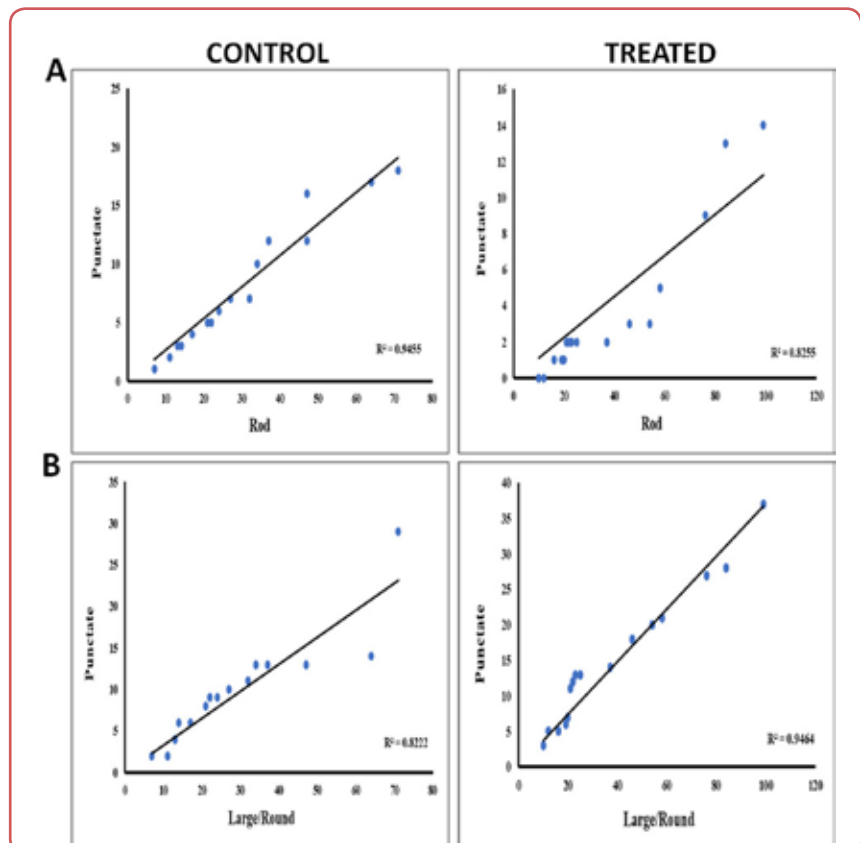 CONTROL
TREATED
A
25
20
15
10
5
0
Punctate
0 10 20 30 40 50 60 70 80
Rod
R² = 0.9455
16
14
12
10
8
6
4
2
0
Punctate
0 20 40 60 80 100 120
Rod
R² = 0.8255
B
35
30
25
20
15
10
5
0
Punctate
0 10 20 30 40 50 60 70 80
Large/Round
R² = 0.8222
40
35
30
25
20
15
10
5
0
Punctate
0 20 40 60 80 100 120
Large/Round
R² = 0.9464